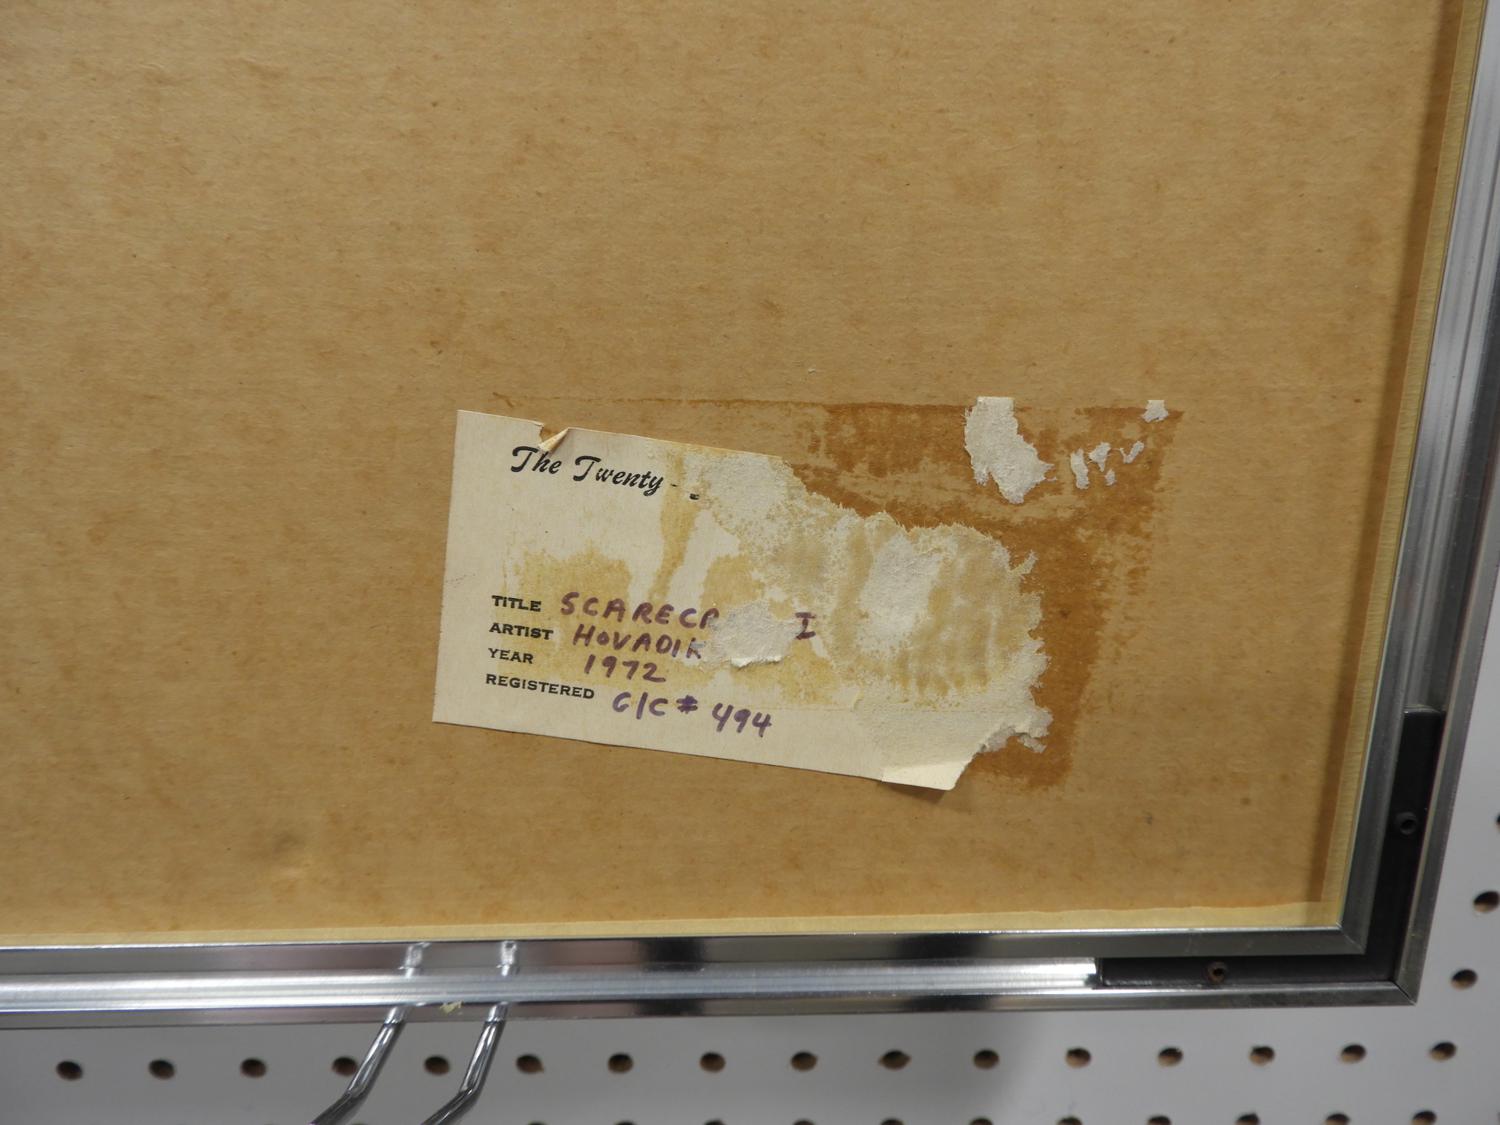 The Twenty -
TITLE SCARECR I
ARTIST HOVADIK
YEAR 1972
REGISTERED G/C# 494